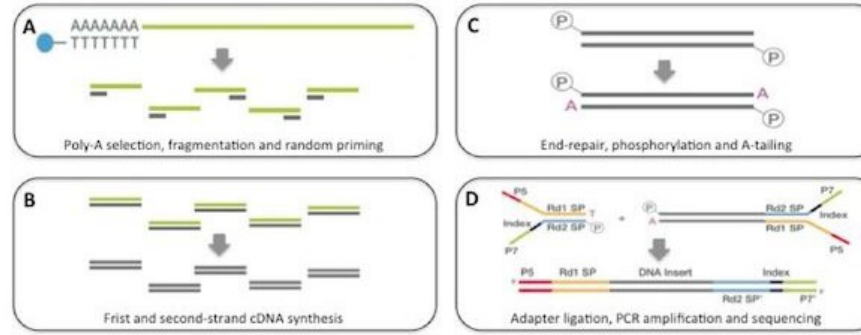 A
AAAAAAA
TTTTTTT
Poly-A selection, fragmentation and random priming
B
Frist and second-strand cDNA synthesis
C
P
P
P
A
A
P
End-repair, phosphorylation and A-tailing
D
P5
Rd1 SP
T
Rd2 SP
P
Index
P7
+
P
A
P7
Rd2 SP
Index
Rd1 SP
P5
P5
Rd1 SP
DNA Insert
Index
Rd2 SP'
P7'
Adapter ligation, PCR amplification and sequencing